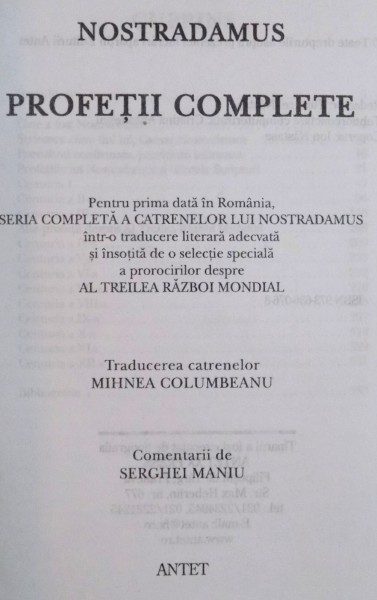 NOSTRADAMUS
PROFEȚII COMPLETE
Pentru prima dată în România,
SERIA COMPLETĂ A CATRENELOR LUI NOSTRADAMUS
într-o traducere literară adecvată
și însoțită de o selecție specială
a prorocirilor despre
AL TREILEA RĂZBOI MONDIAL
Traducerea catrenelor
MIHNEA COLUMBEANU
Comentarii de
SERGHEI MANIU
ANTET